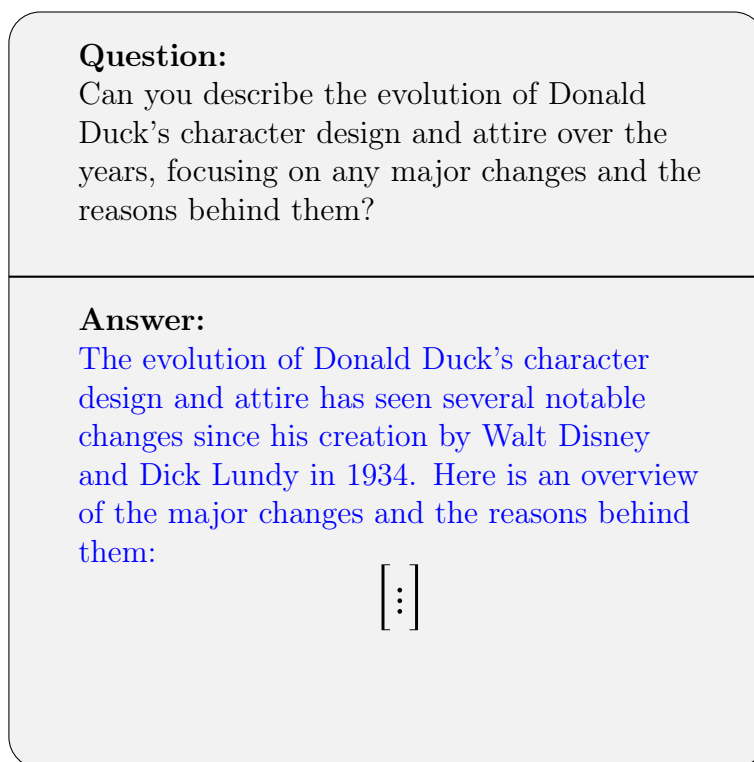 Question:
Can you describe the evolution of Donald
Duck's character design and attire over the
years, focusing on any major changes and the
reasons behind them?
Answer:
The evolution of Donald Duck's character
design and attire has seen several notable
changes since his creation by Walt Disney
and Dick Lundy in 1934. Here is an overview
of the major changes and the reasons behind
them:
[⋮]